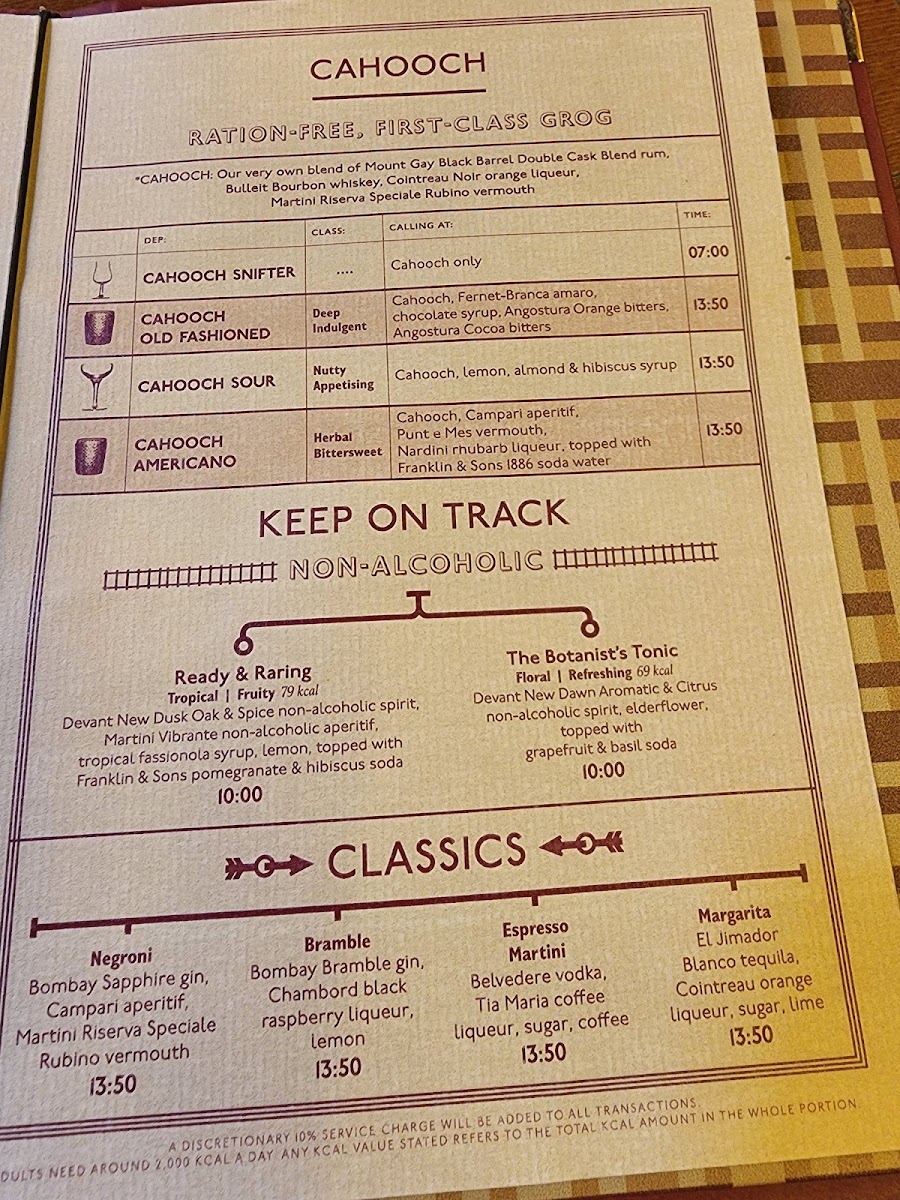 CAHOOCH
RATION-FREE, FIRST-CLASS GROG
*CAHOOCH: Our very own blend of Mount Gay Black Barrel Double Cask Blend rum,
Bulleit Bourbon whiskey, Cointreau Noir orange liqueur,
Martini Riserva Speciale Rubino vermouth
DEP: CLASS: CALLING AT: TIME:
CAHOOCH SNIFTER .... Cahooch only 07:00
CAHOOCH
OLD FASHIONED
Deep
Indulgent
Cahooch, Fernet-Branca amaro,
chocolate syrup, Angostura Orange bitters,
Angostura Cocoa bitters
13:50
CAHOOCH SOUR
Nutty
Appetising
Cahooch, lemon, almond & hibiscus syrup
13:50
CAHOOCH
AMERICANO
Herbal
Bittersweet
Cahooch, Campari aperitif,
Punt e Mes vermouth,
Nardini rhubarb liqueur, topped with
Franklin & Sons 1886 soda water
13:50
KEEP ON TRACK
NON-ALCOHOLIC
Ready & Raring
Tropical | Fruity 79 kcal
Devant New Dusk Oak & Spice non-alcoholic spirit,
Martini Vibrante non-alcoholic aperitif,
tropical fassionola syrup, lemon, topped with
Franklin & Sons pomegranate & hibiscus soda
10:00
The Botanist's Tonic
Floral | Refreshing 69 kcal
Devant New Dawn Aromatic & Citrus
non-alcoholic spirit, elderflower,
topped with
grapefruit & basil soda
10:00
CLASSICS
Negroni
Bombay Sapphire gin,
Campari aperitif,
Martini Riserva Speciale
Rubino vermouth
13:50
Bramble
Bombay Bramble gin,
Chambord black
raspberry liqueur,
lemon
13:50
Espresso
Martini
Belvedere vodka,
Tia Maria coffee
liqueur, sugar, coffee
13:50
Margarita
El Jimador
Blanco tequila,
Cointreau orange
liqueur, sugar, lime
13:50
A DISCRETIONARY 10% SERVICE CHARGE WILL BE ADDED TO ALL TRANSACTIONS.
DULTS NEED AROUND 2,000 KCAL A DAY. ANY KCAL VALUE STATED REFERS TO THE TOTAL KCAL AMOUNT IN THE WHOLE PORTION.